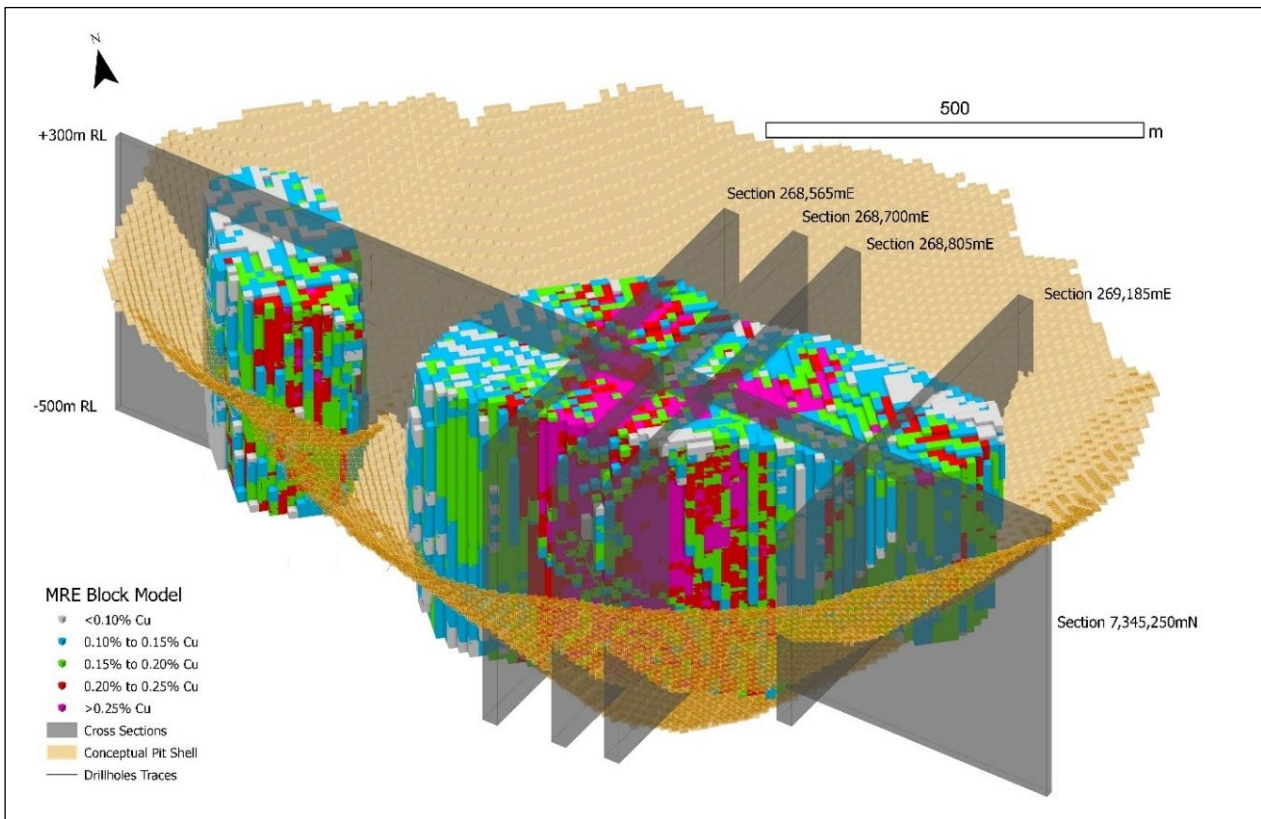 N
+300m RL
500
m
Section 268,565mE
Section 268,700mE
Section 268,805mE
Section 269,185mE
-500m RL
Section 7,345,250mN
MRE Block Model
<0.10% Cu
0.10% to 0.15% Cu
0.15% to 0.20% Cu
0.20% to 0.25% Cu
>0.25% Cu
Cross Sections
Conceptual Pit Shell
Drillholes Traces